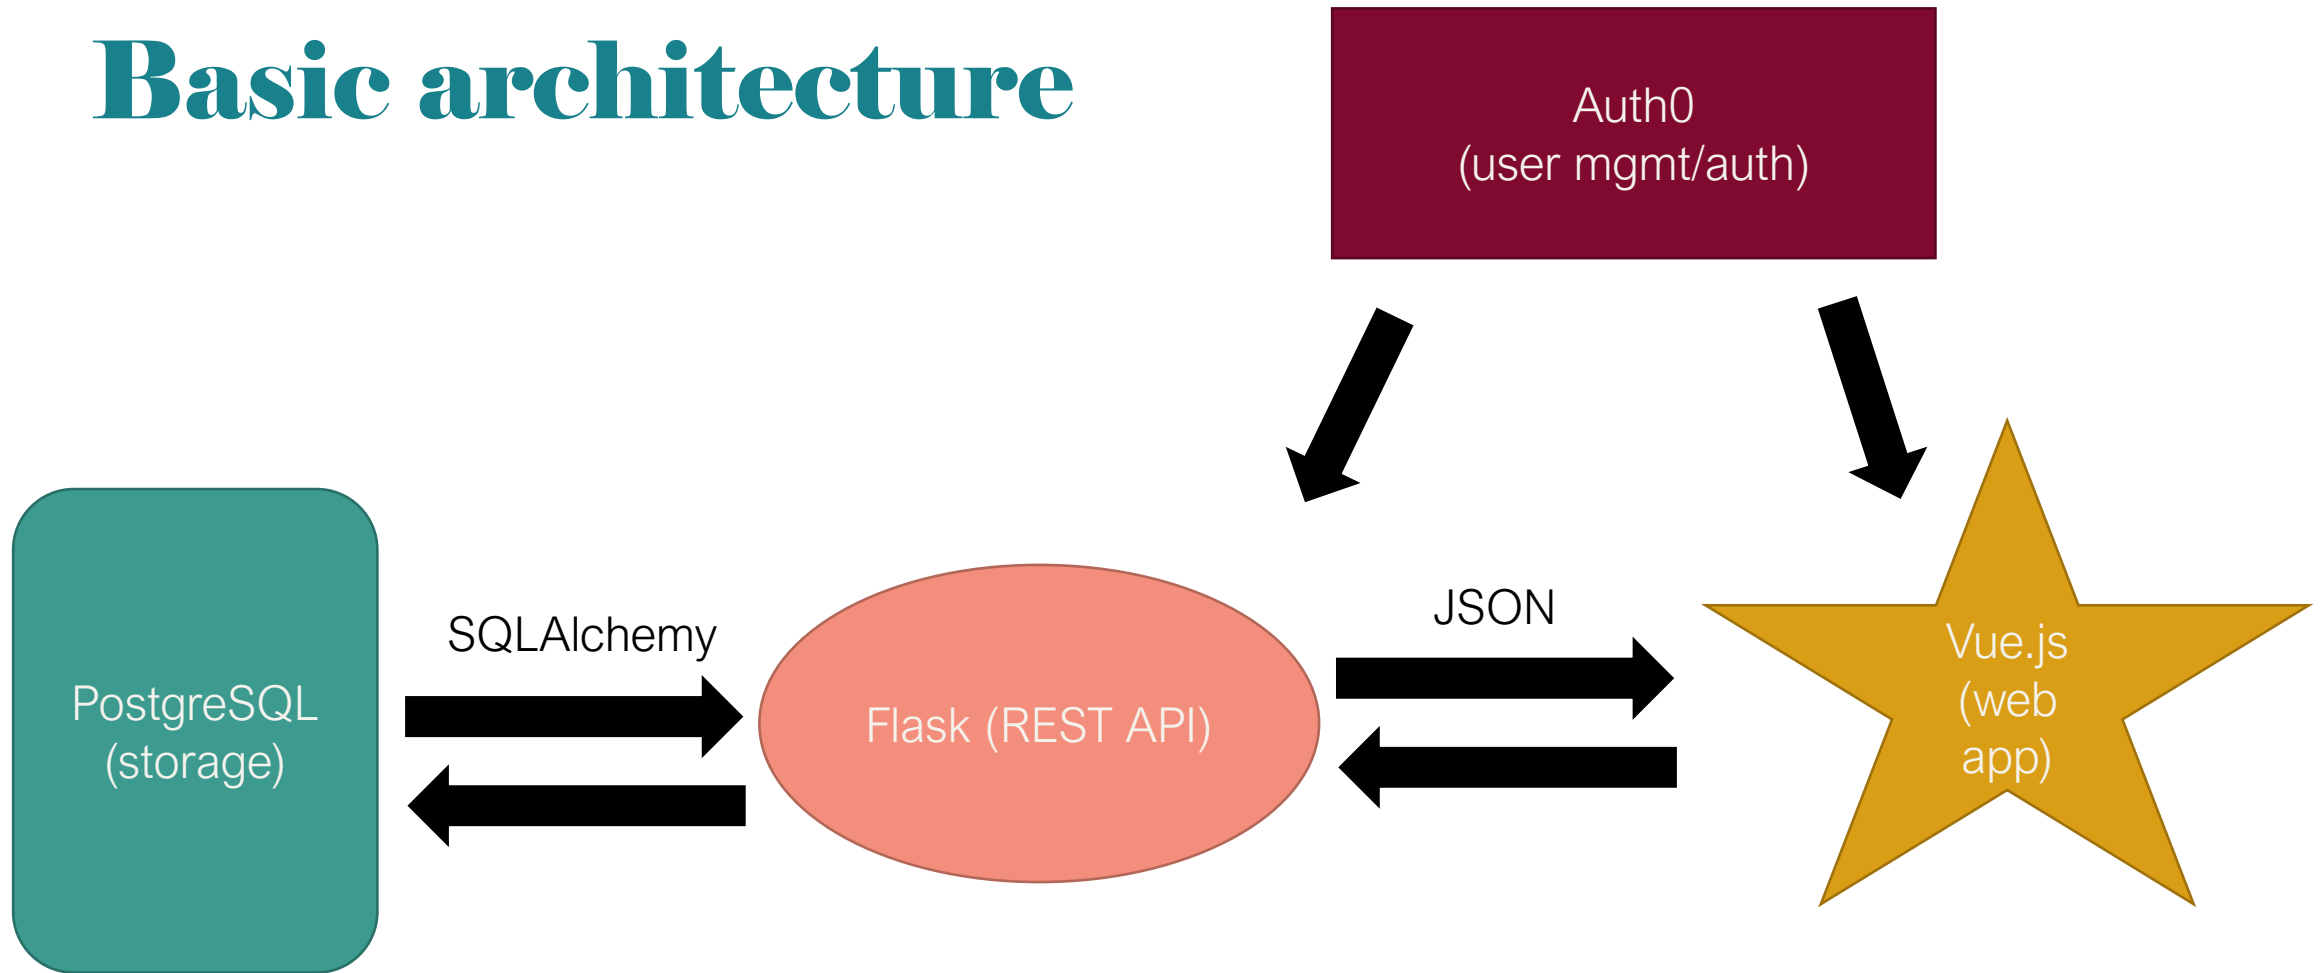 Basic architecture
Auth0
(user mgmt/auth)
SQLAlchemy
JSON
PostgreSQL
(storage)
Flask (REST API)
Vue.js
(web
app)